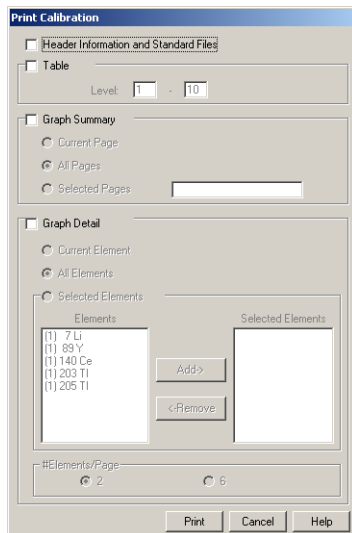 Print Calibration
Header Information and Standard Files
Table
Level: 1 - 10
Graph Summary
Current Page
All Pages
Selected Pages
Graph Detail
Current Element
All Elements
Selected Elements
Elements Selected Elements
(1) 7 Li
(1) 89 Y
(1) 140 Ce
(1) 203 Tl
(1) 205 Tl
Add->
<-Remove
#Elements/Page
2 6
Print Cancel Help